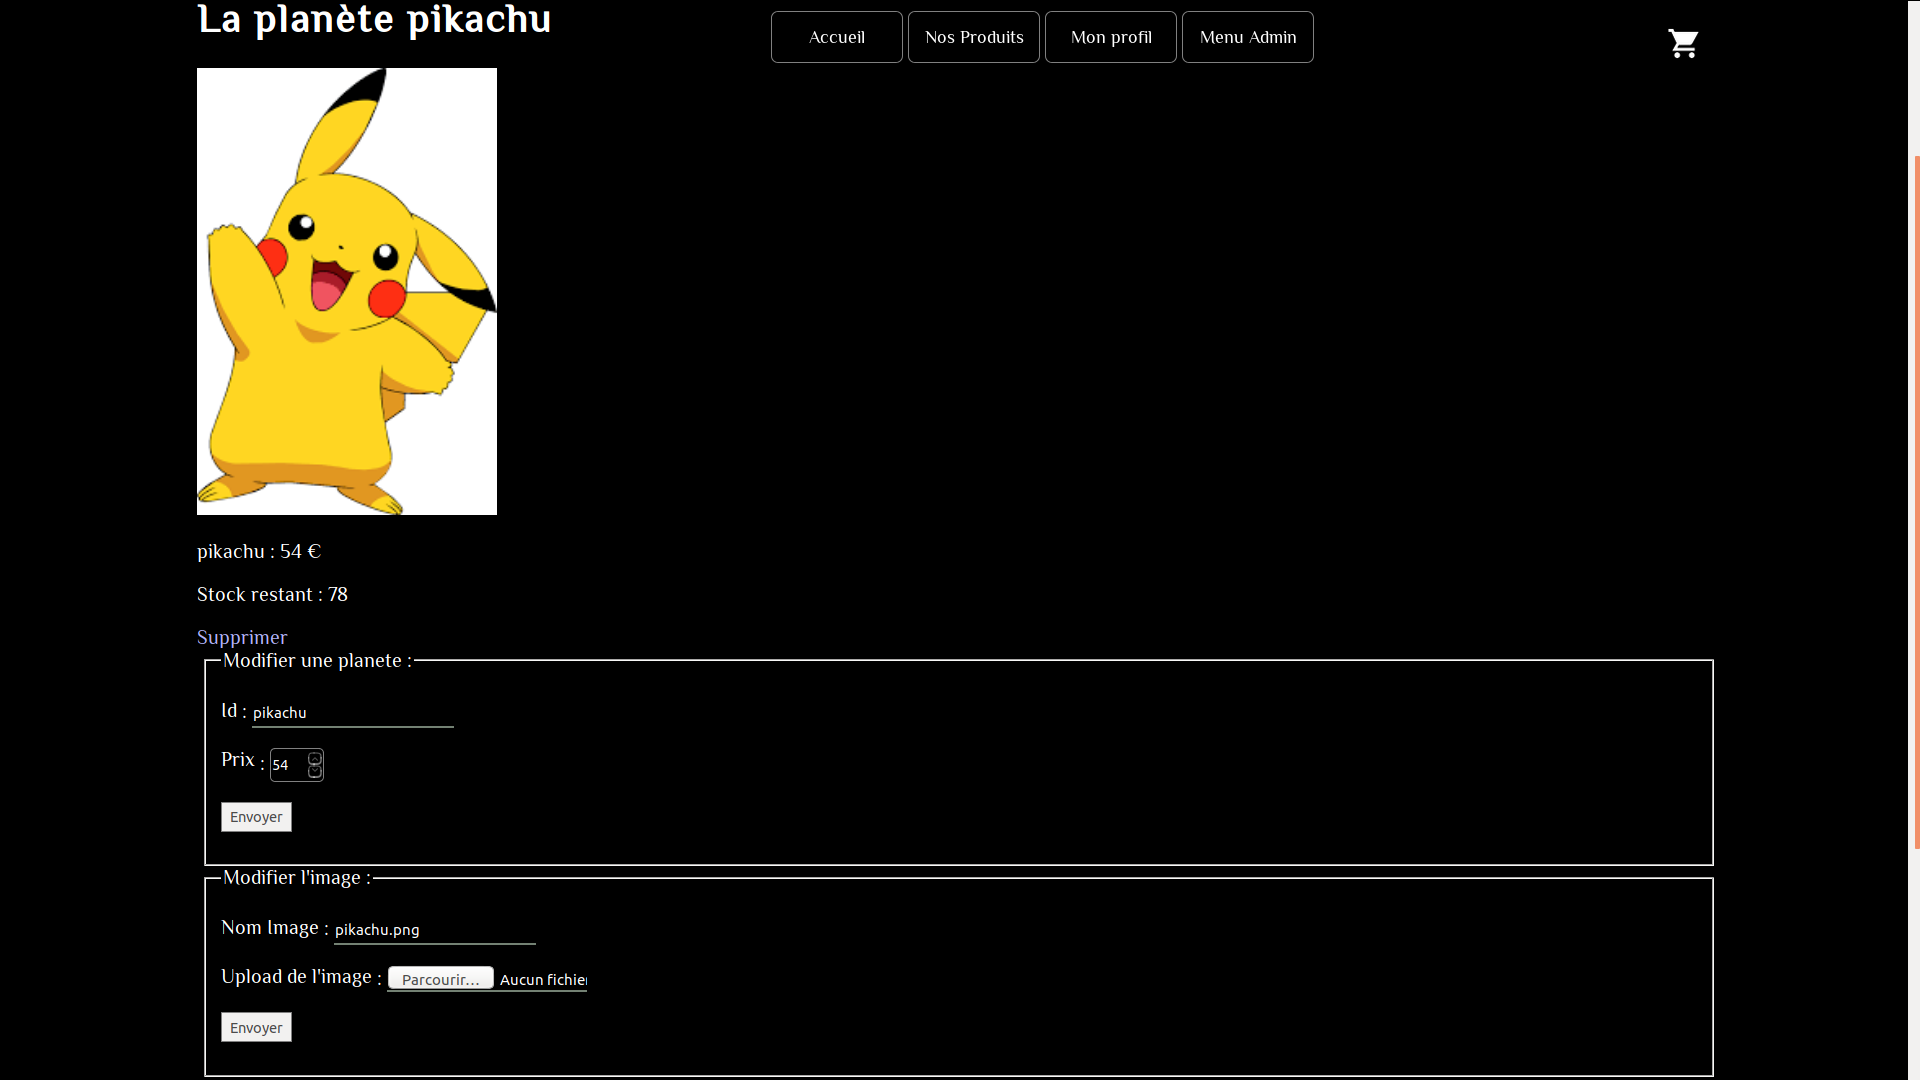 La planète pikachu
Accueil
Nos Produits
Mon profil
Menu Admin
pikachu : 54 €
Stock restant : 78
Supprimer
Modifier une planete :
Id : pikachu
Prix : 54
Envoyer
Modifier l'image :
Nom Image : pikachu.png
Upload de l'image : Parcourir... Aucun fichier
Envoyer